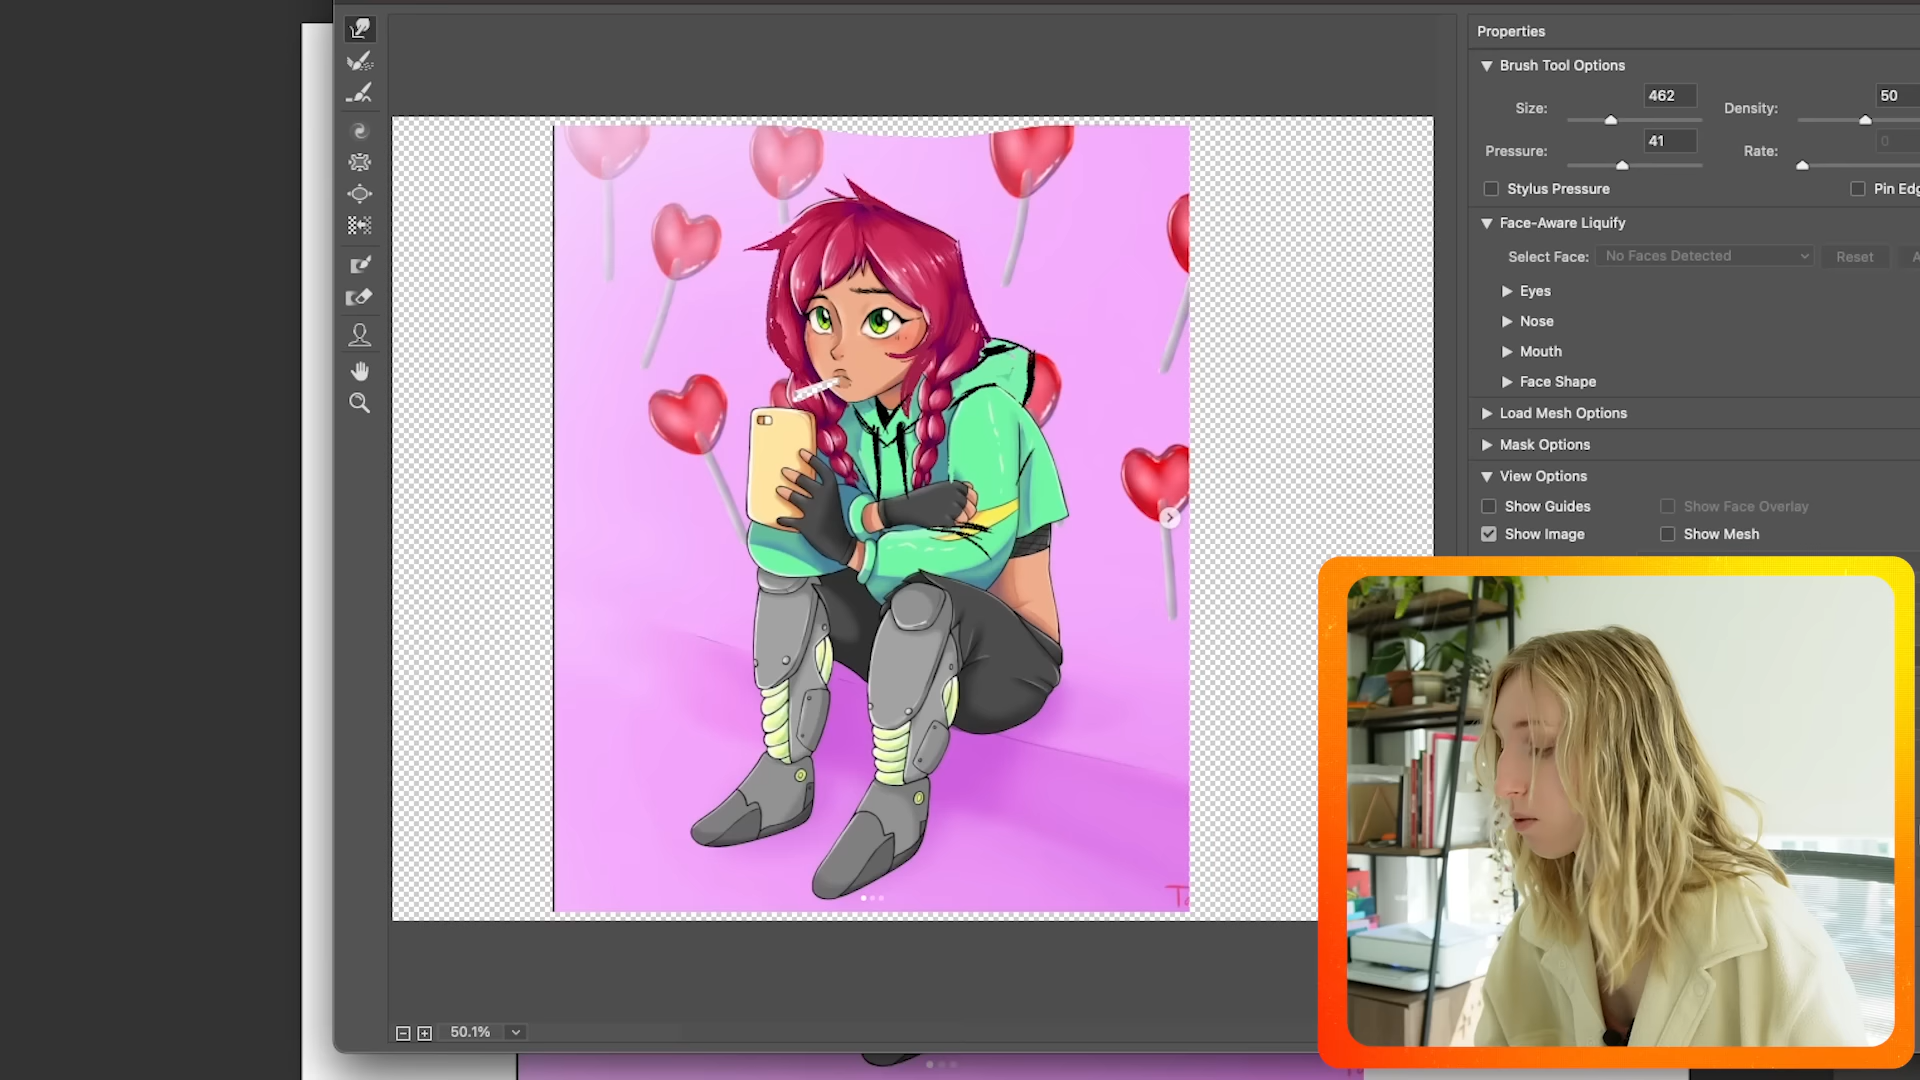 Properties
Brush Tool Options
Size: 462 Density: 50
Pressure: 41 Rate: 0
Stylus Pressure Pin Edg
Face-Aware Liquify
Select Face: No Faces Detected Reset A
Eyes
Nose
Mouth
Face Shape
Load Mesh Options
Mask Options
View Options
Show Guides Show Face Overlay
Show Image Show Mesh
50.1%